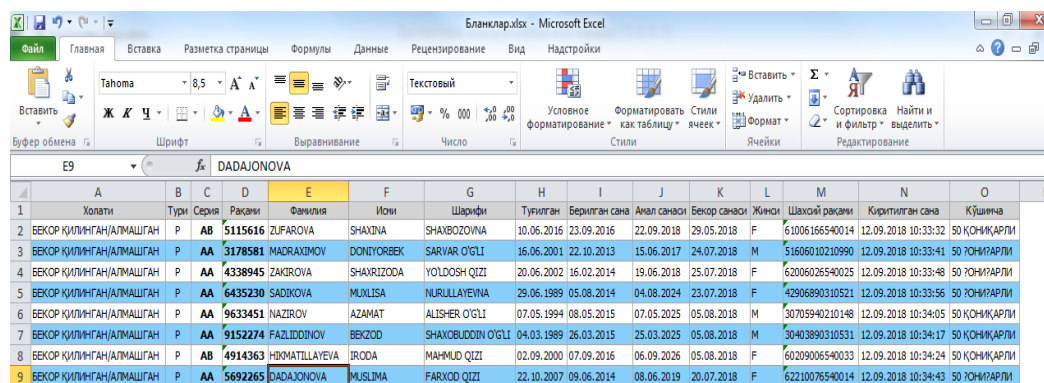 Бланклар.xlsx - Microsoft Excel
Файл Главная Вставка Разметка страницы Формулы Данные Рецензирование Вид Надстройки
Вставить Tahoma 8,5 Текстовый Условное форматирование Форматировать как таблицу Стили ячеек Вставить Удалить Формат Сортировка и фильтр Найти и выделить
Буфер обмена Шрифт Выравнивание Число Стили Ячейки Редактирование
E9 fx DADAJONOVA
A B C D E F G H I J K L M N O
1 Холати Тури Серия Рақами Фамилия Исми Шарифи Туғилган Берилган сана Амал санаси Бекор санаси Жинси Шахсий рақами Киритилган сана Қўшимча
2 БЕКОР ҚИЛИНГАН/АЛМАШГАН P AB 5115616 ZUFAROVA SHAXINA SHAXBOZOVNA 10.06.2016 23.09.2016 22.09.2018 29.05.2018 F 61006166540014 12.09.2018 10:33:32 50 ҚОНИҚАРЛИ
3 БЕКОР ҚИЛИНГАН/АЛМАШГАН P AA 3178581 MADRAXIMOV DONIYORBEK SARVAR O'G'LI 16.06.2001 22.10.2013 15.06.2017 24.07.2018 M 51606010210990 12.09.2018 10:33:41 50 ?ОНИ?АРЛИ
4 БЕКОР ҚИЛИНГАН/АЛМАШГАН P AA 4338945 ZAKIROVA SHAXRIZODA YO'LDOSH QIZI 20.06.2002 16.02.2014 19.06.2018 25.07.2018 F 62006026540025 12.09.2018 10:33:48 50 ?ОНИ?АРЛИ
5 БЕКОР ҚИЛИНГАН/АЛМАШГАН P AA 6435230 SADIKOVA MUXLISA NURULLAYEVNA 29.06.1989 05.08.2014 04.08.2024 23.07.2018 F 42906890310521 12.09.2018 10:33:56 50 ?ОНИ?АРЛИ
6 БЕКОР ҚИЛИНГАН/АЛМАШГАН P AA 9633451 NAZIROV AZAMAT ALISHER O'G'LI 07.05.1994 08.05.2015 07.05.2025 05.08.2018 M 30705940210148 12.09.2018 10:34:05 50 ҚОНИҚАРЛИ
7 БЕКОР ҚИЛИНГАН/АЛМАШГАН P AA 9152274 FAZLIDDINOV BEKZOD SHAXOBUDDIN O'G'LI 04.03.1989 26.03.2015 25.03.2025 05.08.2018 M 30403890310531 12.09.2018 10:34:17 50 ҚОНИҚАРЛИ
8 БЕКОР ҚИЛИНГАН/АЛМАШГАН P AB 4914363 HIKMATILLAYEVA IRODA MAHMUD QIZI 02.09.2000 07.09.2016 06.09.2026 05.08.2018 F 60209006540033 12.09.2018 10:34:24 50 ҚОНИҚАРЛИ
9 БЕКОР ҚИЛИНГАН/АЛМАШГАН P AA 5692265 DADAJONOVA MUSLIMA FARXOD QIZI 22.10.2007 09.06.2014 08.06.2019 20.07.2018 F 62210076540014 12.09.2018 10:34:43 50 ?ОНИ?АРЛИ